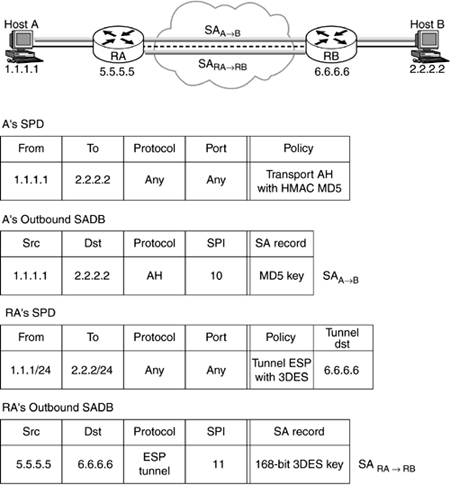 Host A
SA A→B
Host B
RA
RB
1.1.1.1
5.5.5.5
SA RA→RB
6.6.6.6
2.2.2.2
A's SPD
From To Protocol Port Policy
1.1.1.1 2.2.2.2 Any Any Transport AH
with HMAC MD5
A's Outbound SADB
Src Dst Protocol SPI SA record
1.1.1.1 2.2.2.2 AH 10 MD5 key SA A→B
RA's SPD
From To Protocol Port Policy Tunnel
dst
1.1.1/24 2.2.2/24 Any Any Tunnel ESP
with 3DES 6.6.6.6
RA's Outbound SADB
Src Dst Protocol SPI SA record
5.5.5.5 6.6.6.6 ESP
tunnel 11 168-bit 3DES key SA RA→RB